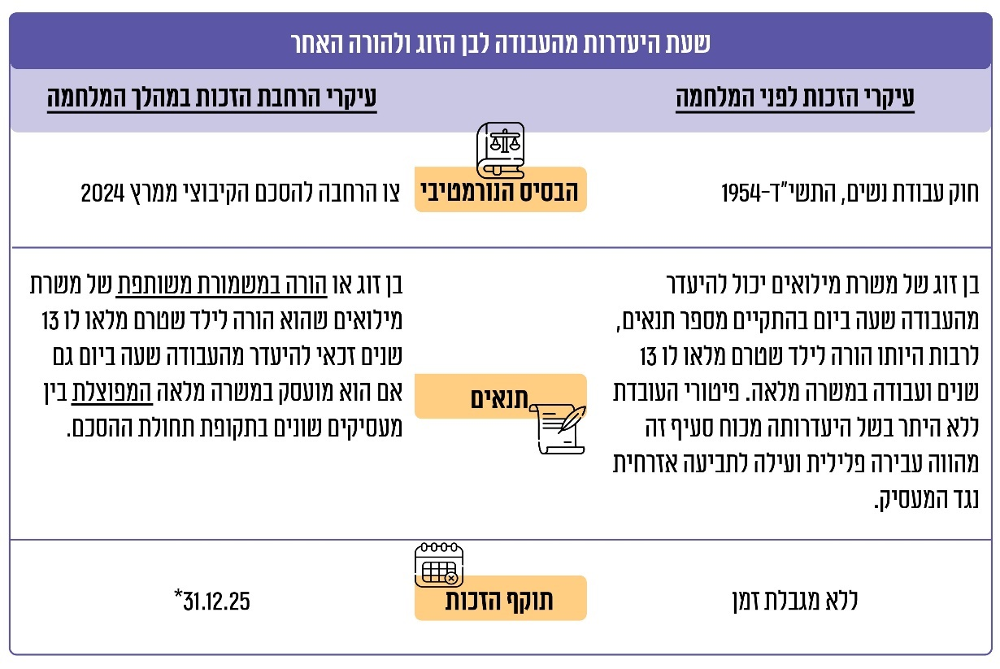 שעת היעדרות מהעבודה לבן הזוג ולהורה האחר
עיקרי הזכות לפני המלחמה
עיקרי הרחבת הזכות במהלך המלחמה
חוק עבודת נשים, התשי"ד-1954
הבסיס הנורמטיבי
צו הרחבה להסכם הקיבוצי ממרץ 2024
בן זוג של משרת מילואים יכול להיעדר
מהעבודה שעה ביום בהתקיים מספר תנאים,
לרבות היותו הורה לילד שטרם מלאו לו 13
שנים ועבודה במשרה מלאה. פיטורי העובדת
ללא היתר בשל היעדרותה מכוח סעיף זה
מהווה עבירה פלילית ועילה לתביעה אזרחית
נגד המעסיק.
תנאים
בן זוג או הורה במשמורת משותפת של משרת
מילואים שהוא הורה לילד שטרם מלאו לו 13
שנים זכאי להיעדר מהעבודה שעה ביום גם
אם הוא מועסק במשרה מלאה המפוצלת בין
מעסיקים שונים בתקופת תחולת ההסכם.
ללא מגבלת זמן
תוקף הזכות
31.12.25*